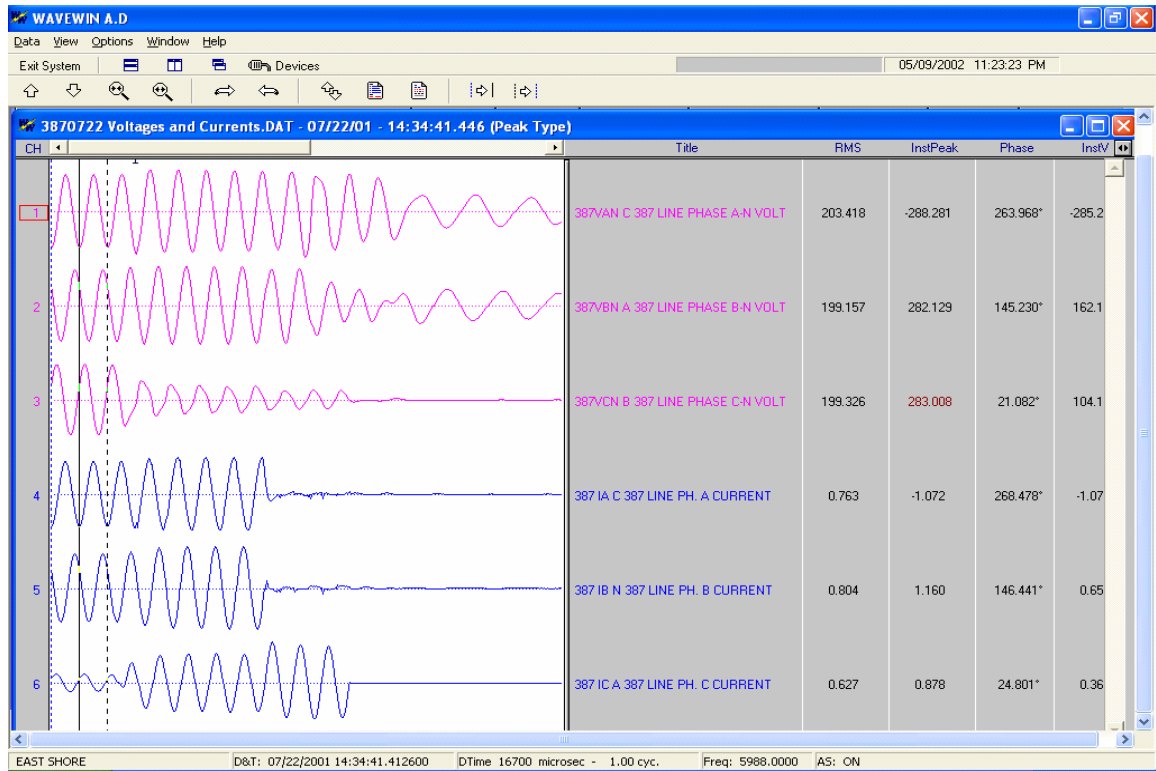 WAVEWIN A.D
Data View Options Window Help
Exit System Devices 05/09/2002 11:23:23 PM
3870722 Voltages and Currents.DAT - 07/22/01 - 14:34:41.446 (Peak Type)
CH Title RMS InstPeak Phase InstV
1 387VAN C 387 LINE PHASE A-N VOLT 203.418 -288.281 263.968° -285.2
2 387VBN A 387 LINE PHASE B-N VOLT 199.157 282.129 145.230° 162.1
3 387VCN B 387 LINE PHASE C-N VOLT 199.326 283.008 21.082° 104.1
4 387 IA C 387 LINE PH. A CURRENT 0.763 -1.072 268.478° -1.07
5 387 IB N 387 LINE PH. B CURRENT 0.804 1.160 146.441° 0.65
6 387 IC A 387 LINE PH. C CURRENT 0.627 0.878 24.801° 0.36
EAST SHORE D&T: 07/22/2001 14:34:41.412600 DTime 16700 microsec - 1.00 cyc. Freq: 5988.0000 AS: ON